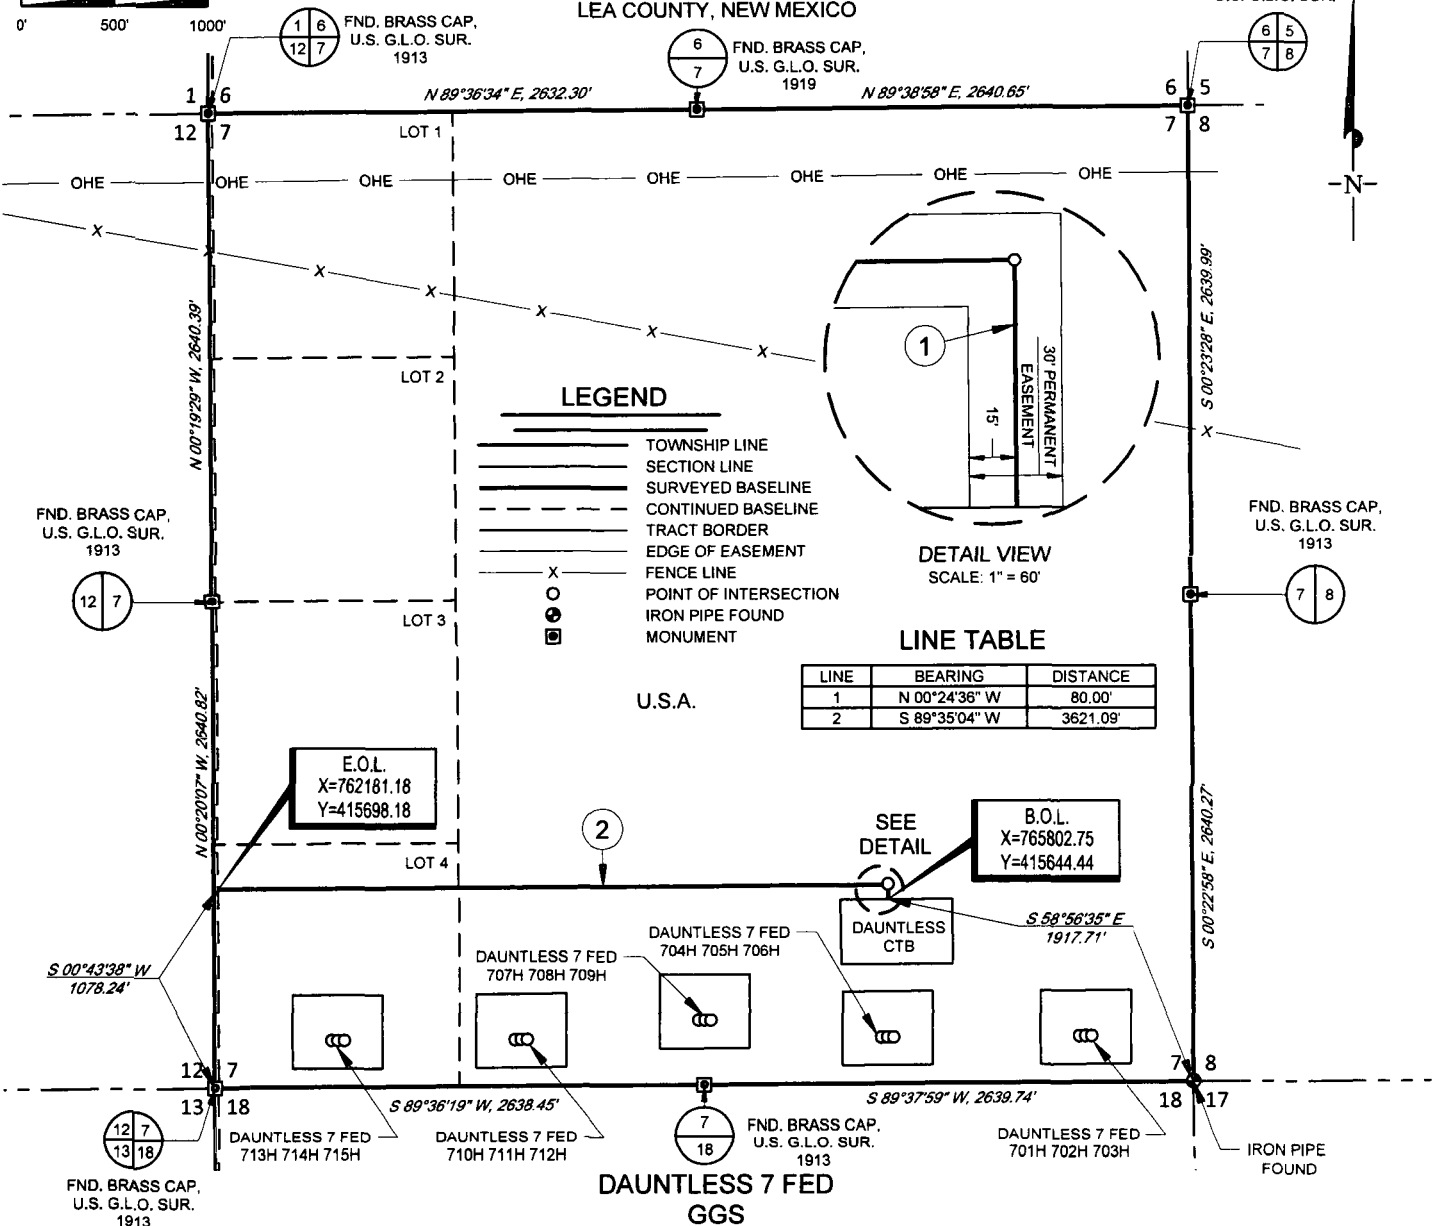 0' 500' 1000'
LEA COUNTY, NEW MEXICO
1 6
12 7
FND. BRASS CAP,
U.S. G.L.O. SUR.
1913
6
7
FND. BRASS CAP,
U.S. G.L.O. SUR.
1919
6 5
7 8
1 6
12 7
N 89°36'34" E, 2632.30'
N 89°38'58" E, 2640.65'
6 5
7 8
LOT 1
-N-
OHE OHE OHE OHE OHE OHE OHE OHE
X X X X X X
N 00°19'29" W, 2640.39'
S 00°23'28" E, 2639.99'
1
30' PERMANENT
EASEMENT
15'
X
LOT 2
DETAIL VIEW
SCALE: 1" = 60'
LEGEND
TOWNSHIP LINE
SECTION LINE
SURVEYED BASELINE
CONTINUED BASELINE
TRACT BORDER
EDGE OF EASEMENT
X FENCE LINE
POINT OF INTERSECTION
IRON PIPE FOUND
MONUMENT
FND. BRASS CAP,
U.S. G.L.O. SUR.
1913
12 7
LOT 3
FND. BRASS CAP,
U.S. G.L.O. SUR.
1913
7 8
LINE TABLE
LINE BEARING DISTANCE
1 N 00°24'36" W 80.00'
2 S 89°35'04" W 3621.09'
U.S.A.
N 00°20'07" W, 2640.82'
E.O.L.
X=762181.18
Y=415698.18
LOT 4
2
SEE
DETAIL
B.O.L.
X=765802.75
Y=415644.44
S 00°22'58" E, 2640.27'
DAUNTLESS
CTB
S 58°56'35" E
1917.71'
S 00°43'38" W
1078.24'
DAUNTLESS 7 FED
707H 708H 709H
DAUNTLESS 7 FED
704H 705H 706H
12 7
13 18
7 8
18 17
S 89°36'19" W, 2638.45'
S 89°37'59" W, 2639.74'
12 7
13 18
FND. BRASS CAP,
U.S. G.L.O. SUR.
1913
DAUNTLESS 7 FED
713H 714H 715H
DAUNTLESS 7 FED
710H 711H 712H
7
18
FND. BRASS CAP,
U.S. G.L.O. SUR.
1913
DAUNTLESS 7 FED
701H 702H 703H
IRON PIPE
FOUND
DAUNTLESS 7 FED
GGS